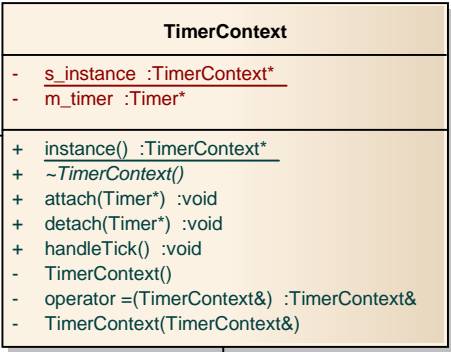 TimerContext
- s_instance :TimerContext*
- m_timer :Timer*
+ instance() :TimerContext*
+ ~TimerContext()
+ attach(Timer*) :void
+ detach(Timer*) :void
+ handleTick() :void
- TimerContext()
- operator =(TimerContext&) :TimerContext&
- TimerContext(TimerContext&)